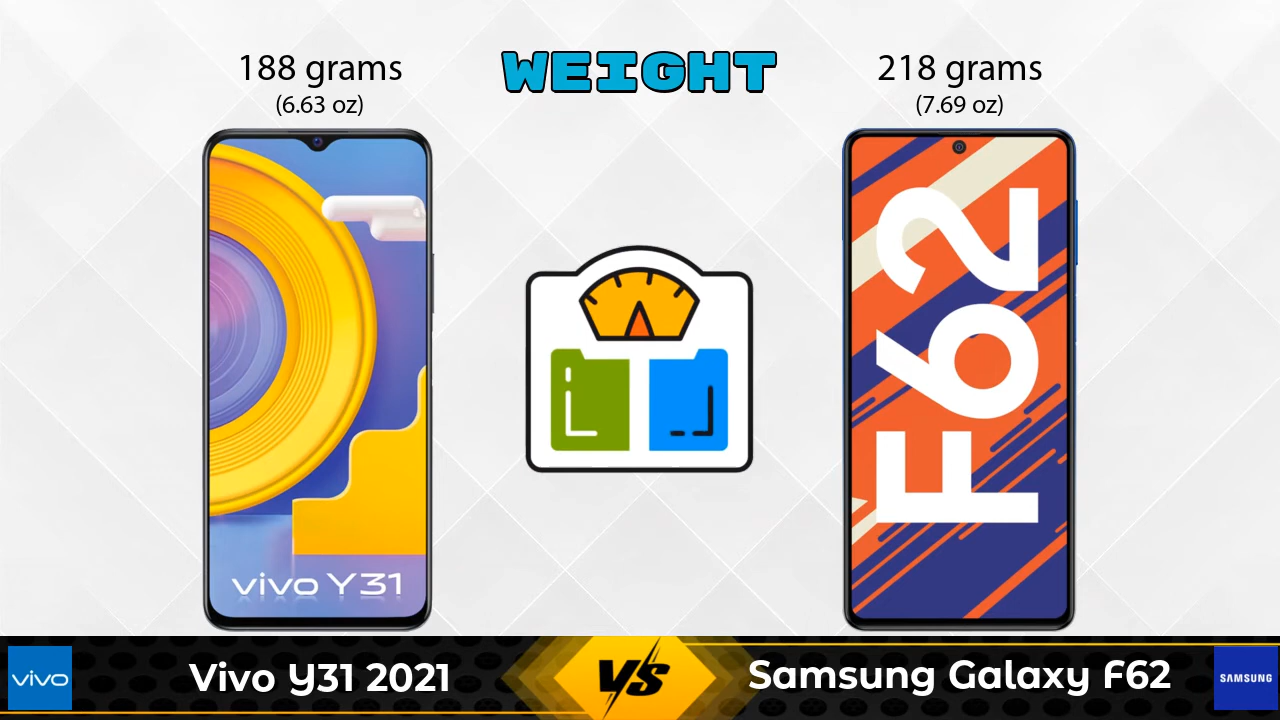 188 grams
(6.63 oz)
WEIGHT
218 grams
(7.69 oz)
vivo Y31
F62
vivo
Vivo Y31 2021
VS
Samsung Galaxy F62
SAMSUNG